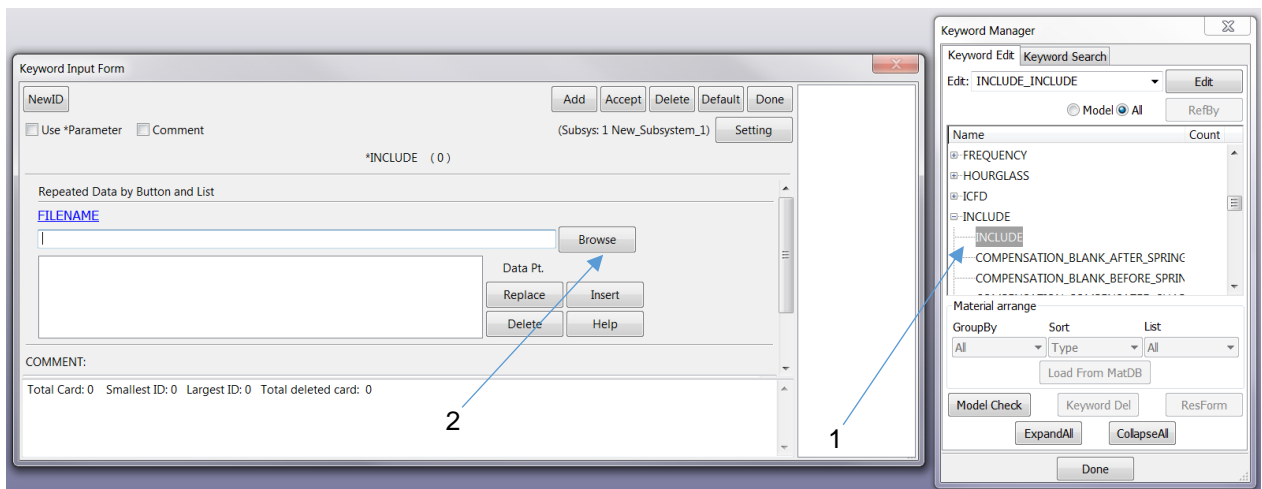 Keyword Input Form
NewID Add Accept Delete Default Done
Use *Parameter Comment (Subsys: 1 New_Subsystem_1) Setting
*INCLUDE ( 0 )
Repeated Data by Button and List
FILENAME
Browse
Data Pt.
Replace Insert
Delete Help
COMMENT:
Total Card: 0 Smallest ID: 0 Largest ID: 0 Total deleted card: 0
2
1
Keyword Manager
Keyword Edit Keyword Search
Edit: INCLUDE_INCLUDE Edit
Model All RefBy
Name Count
FREQUENCY
HOURGLASS
ICFD
INCLUDE
INCLUDE
COMPENSATION_BLANK_AFTER_SPRING
COMPENSATION_BLANK_BEFORE_SPRIN
Material arrange
GroupBy Sort List
All Type All
Load From MatDB
Model Check Keyword Del ResForm
ExpandAll CollapseAll
Done